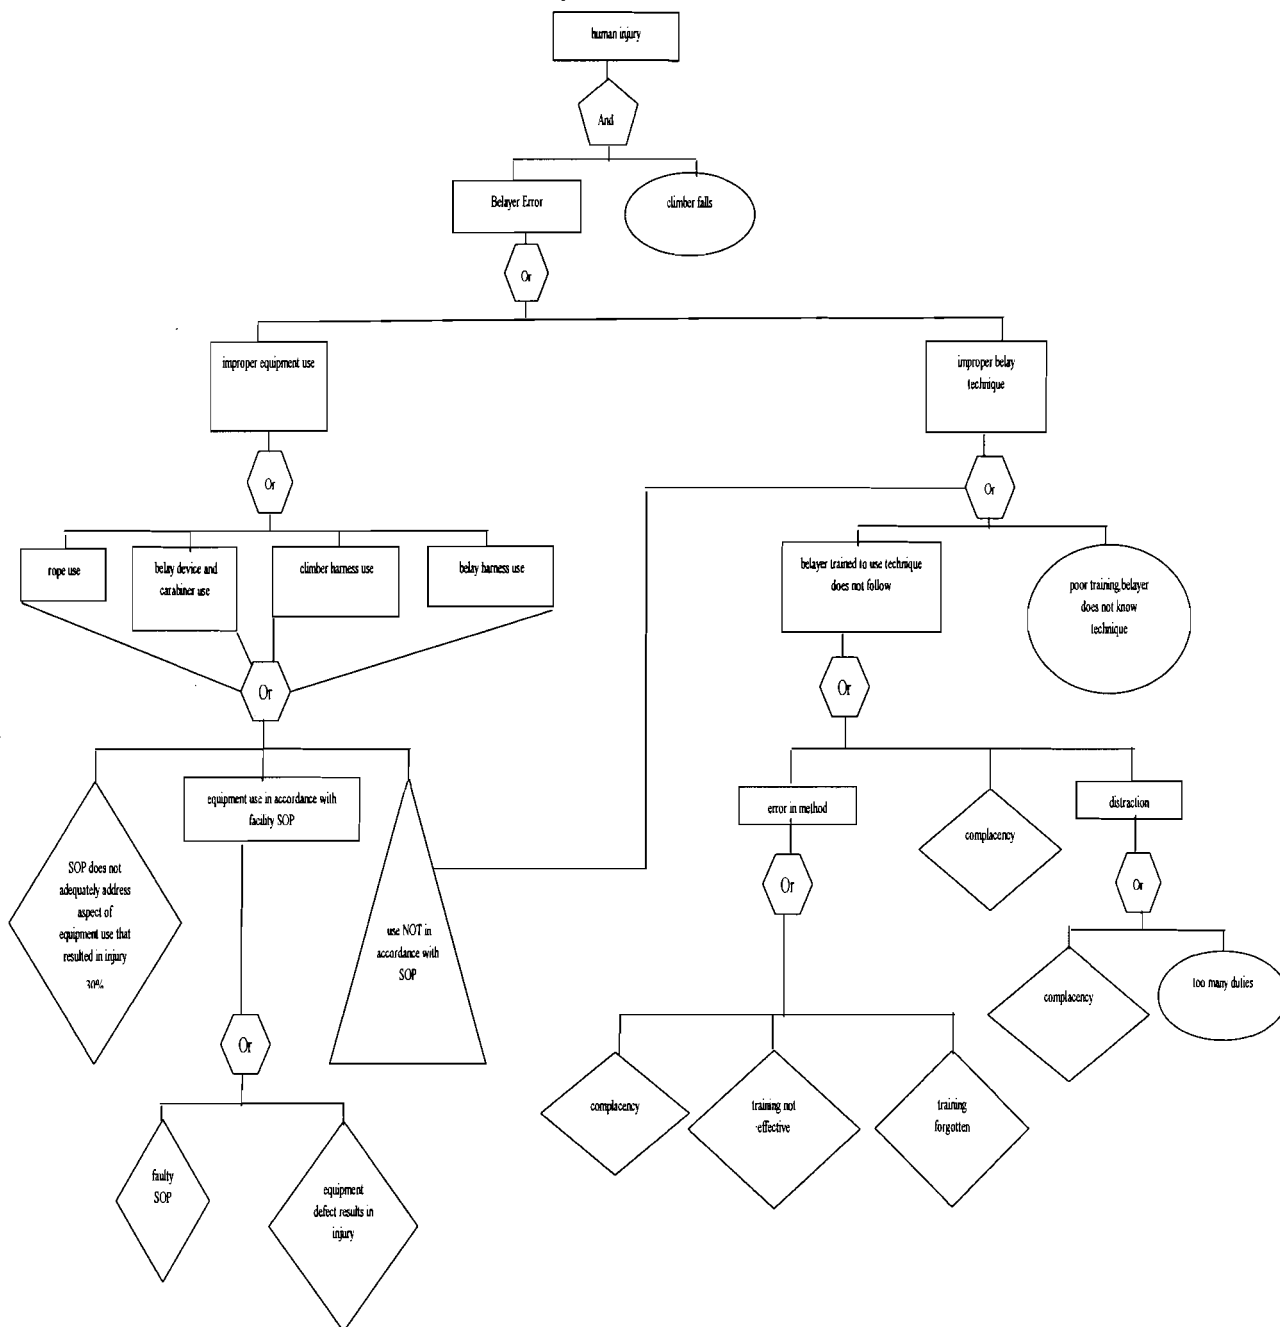 human injury
And
Belayer Error
climber falls
Or
improper equipment use
improper belay
technique
Or
Or
rope use
belay device and
carabiner use
climber harness use
belay harness use
belayer trained to use technique
does not follow
poor training,belayer
does not know
technique
Or
Or
equipment use in accordance with
facility SOP
error in method
distraction
SOP does not
adequately address
aspect of
equipment use that
resulted in injury
30%
complacency
Or
Or
use NOT in
accordance with
SOP
complacency
too many duties
Or
complacency
training not
effective
training
forgotten
faulty
SOP
equipment
defect results in
injury